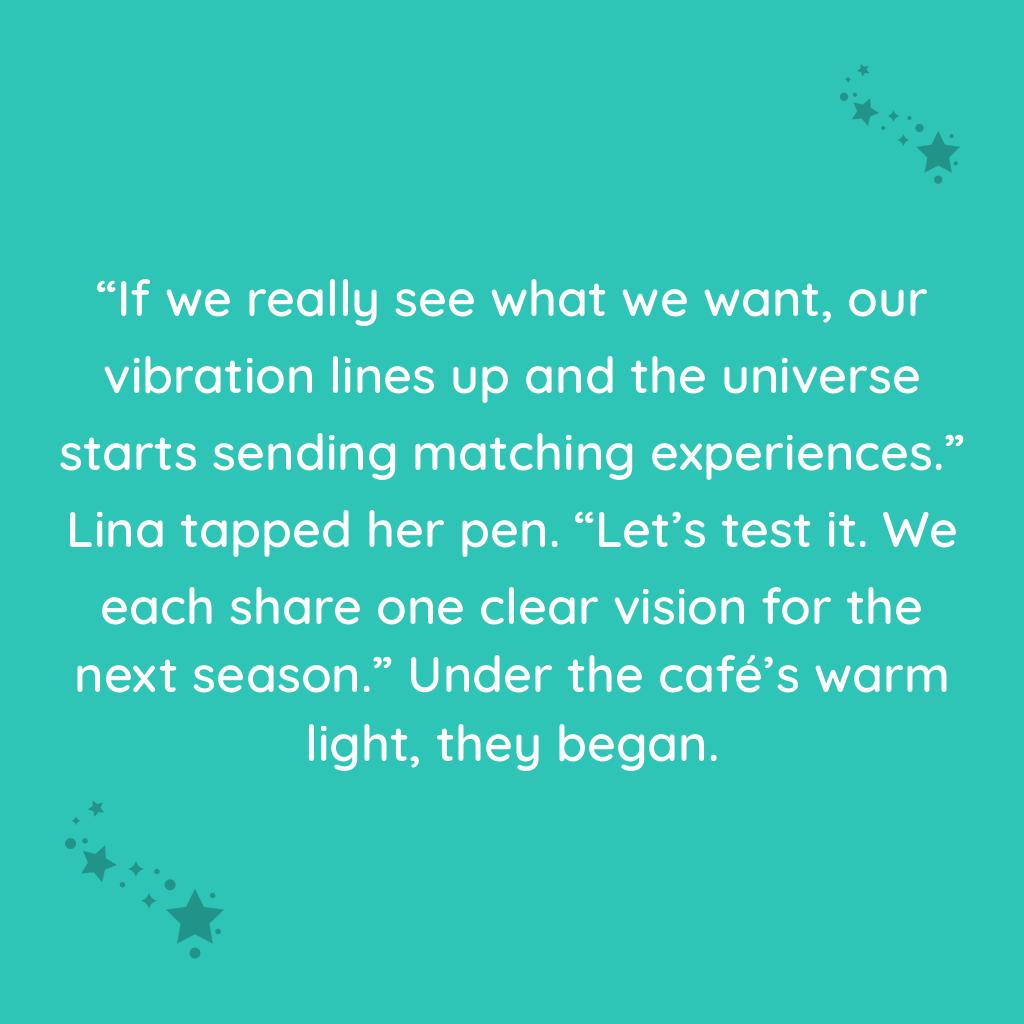 “If we really see what we want, our
vibration lines up and the universe
starts sending matching experiences.”
Lina tapped her pen. “Let’s test it. We
each share one clear vision for the
next season.” Under the café’s warm
light, they began.